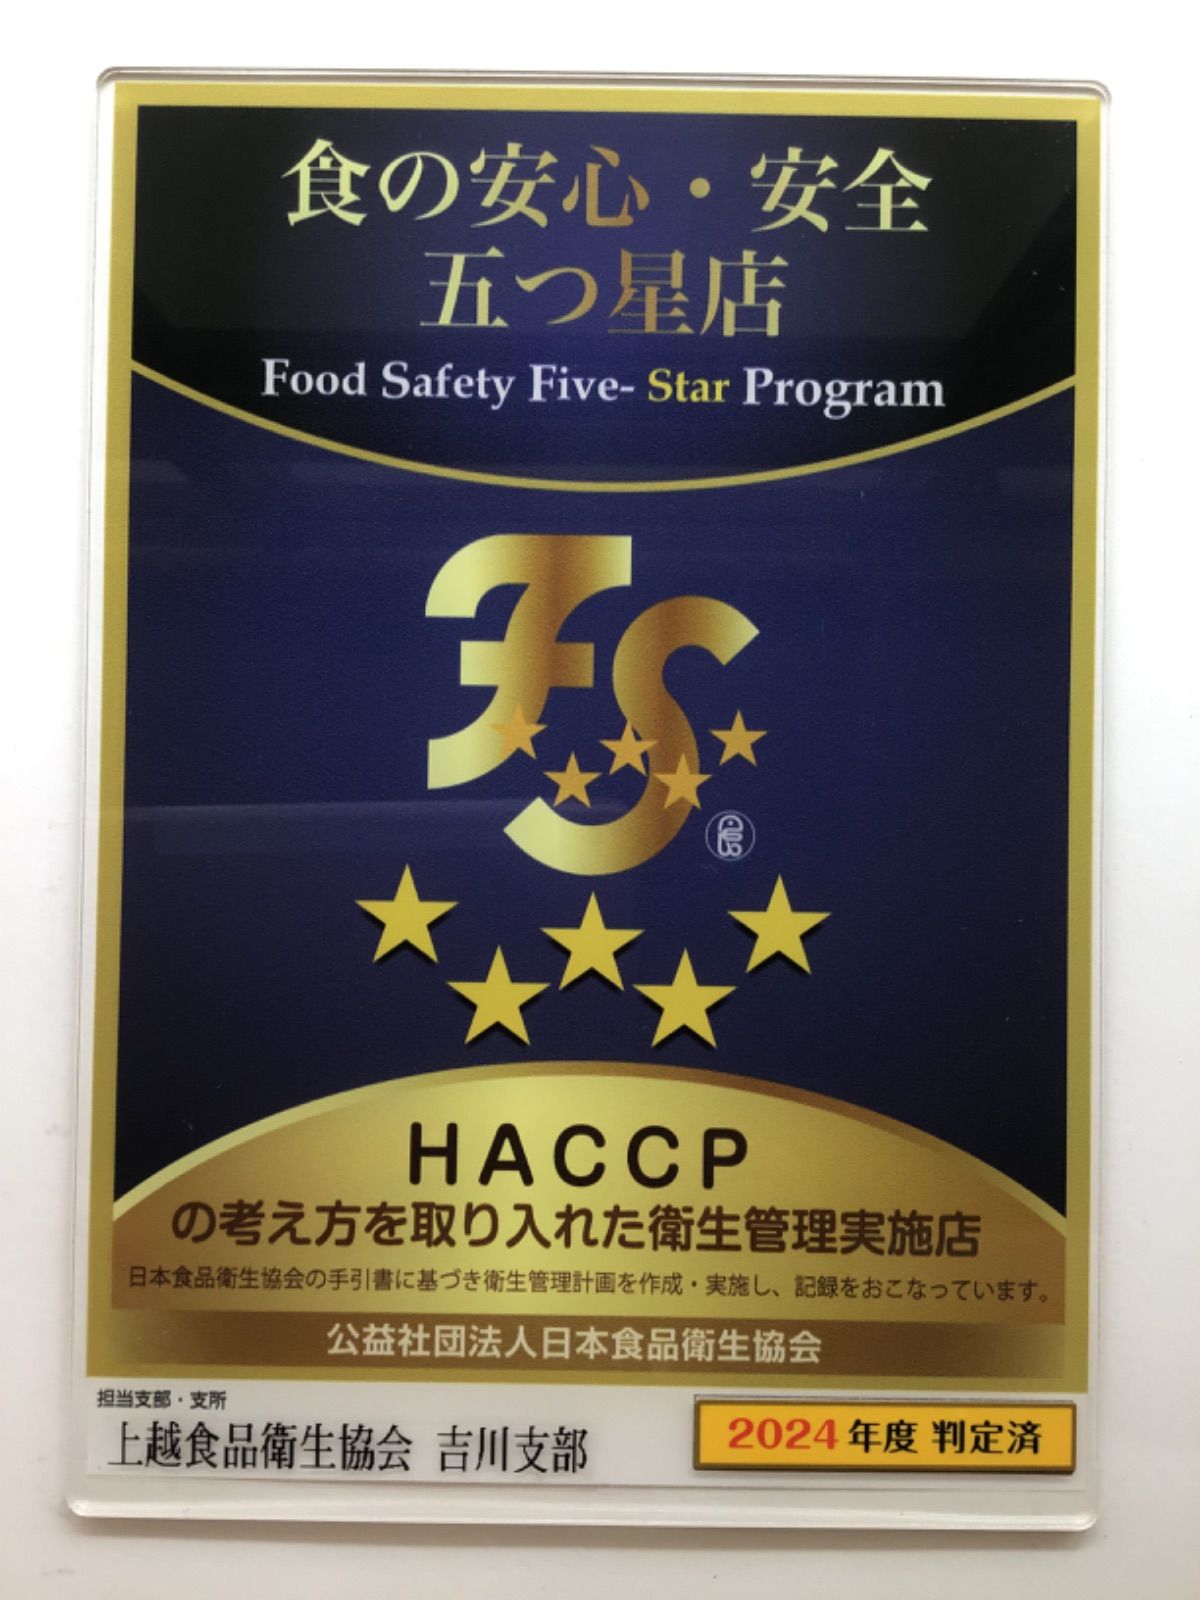 食の安心・安全
五つ星店
Food Safety Five- Star Program
FS
HACCP
の考え方を取り入れた衛生管理実施店
日本食品衛生協会の手引書に基づき衛生管理計画を作成・実施し、記録をおこなっています。
公益社団法人日本食品衛生協会
担当支部・支所
上越食品衛生協会 吉川支部
2024年度 判定済